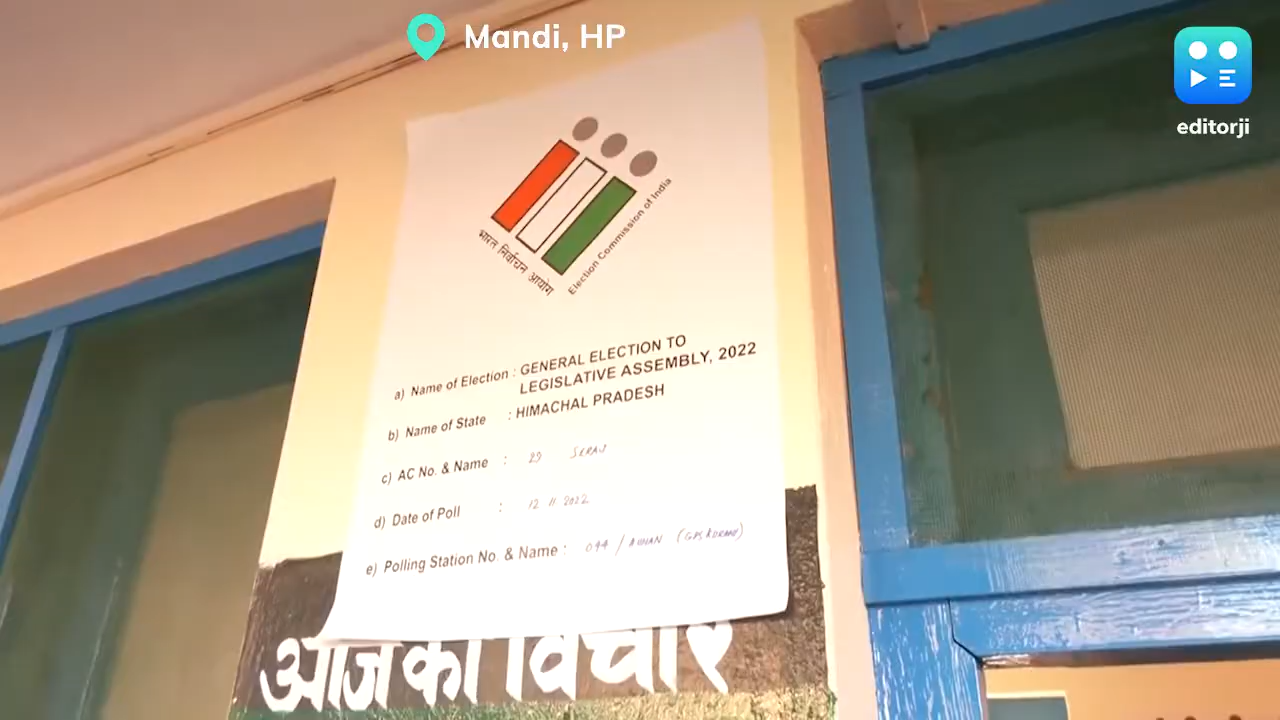 Mandi, HP
editorji
भारत निर्वाचन आयोग
Election Commission of India
a) Name of Election : GENERAL ELECTION TO
LEGISLATIVE ASSEMBLY, 2022
b) Name of State : HIMACHAL PRADESH
c) AC No. & Name : 29 SERAJ
d) Date of Poll : 12 11 2022
e) Polling Station No. & Name : 044 /
आज का विचार